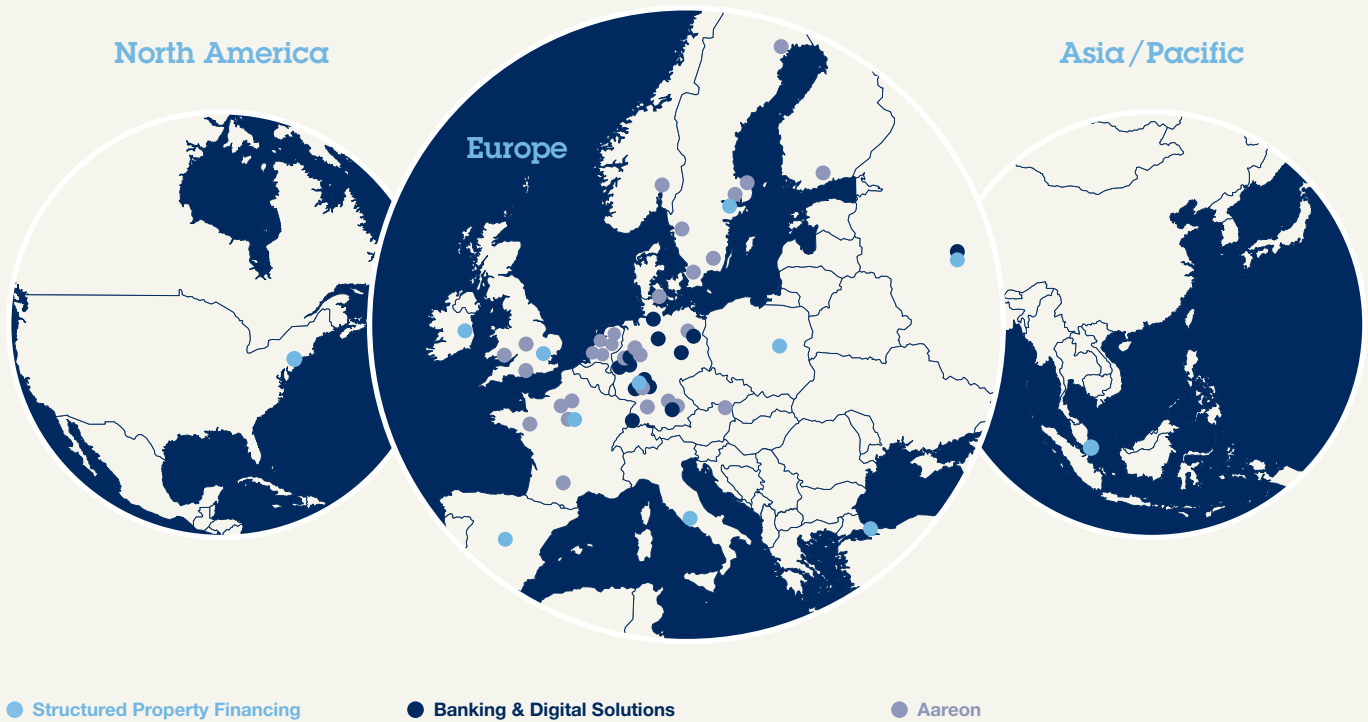 North America
Europe
Asia/Pacific
Structured Property Financing
Banking & Digital Solutions
Aareon